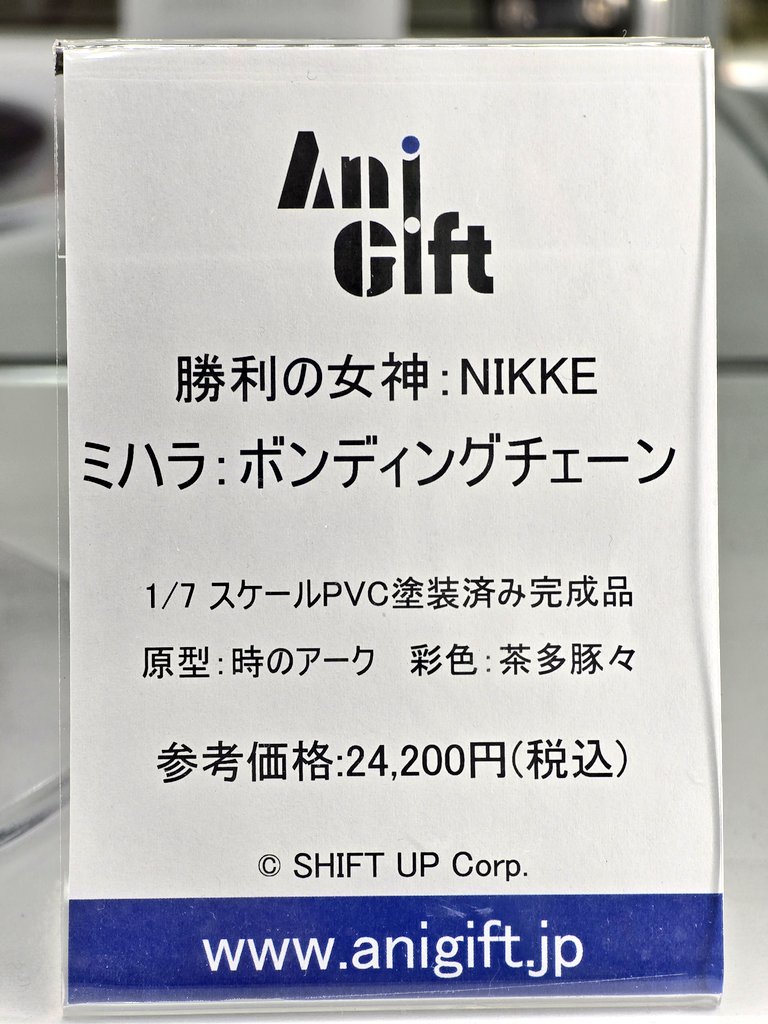 Ani
Gift
勝利の女神:NIKKE
ミハラ:ボンディングチェーン
1/7 スケールPVC塗装済み完成品
原型:時のアーク 彩色:茶多豚々
参考価格:24,200円(税込)
© SHIFT UP Corp.
www.anigift.jp